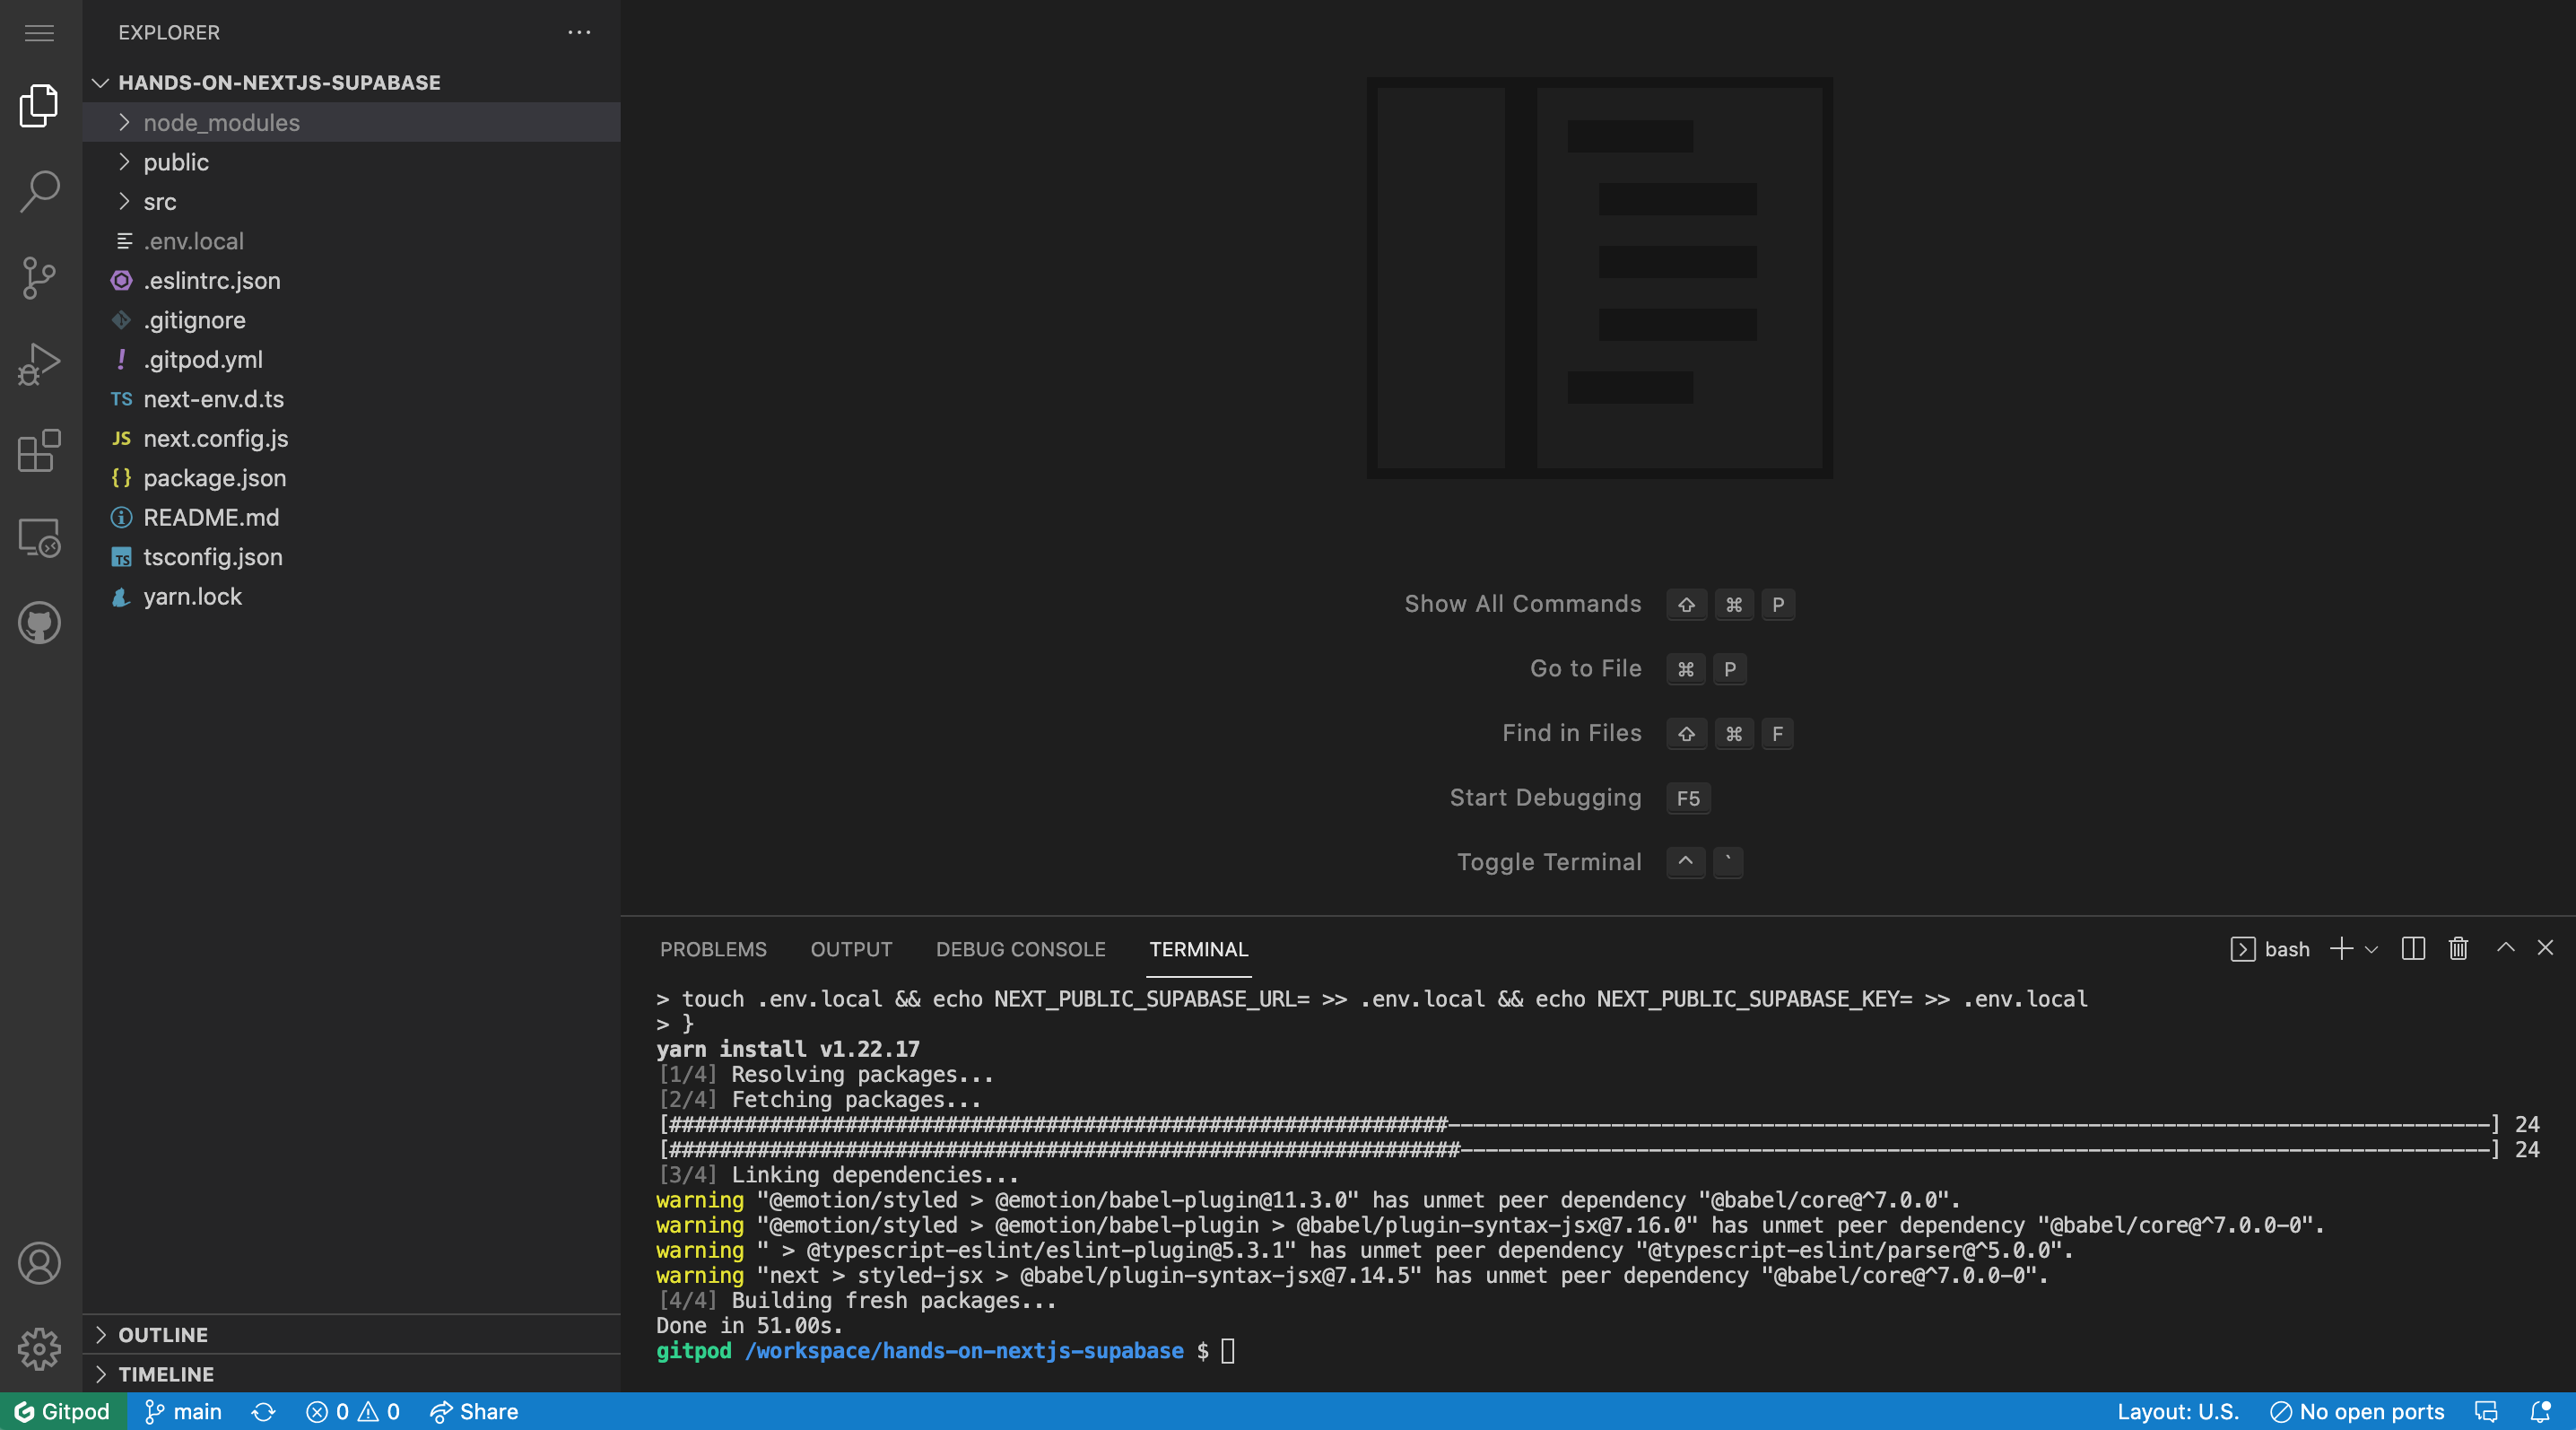 EXPLORER
HANDS-ON-NEXTJS-SUPABASE
node_modules
public
src
.env.local
.eslintrc.json
.gitignore
.gitpod.yml
TS next-env.d.ts
JS next.config.js
{} package.json
README.md
TS tsconfig.json
yarn.lock
OUTLINE
TIMELINE
Show All Commands ⇧ ⌘ P
Go to File ⌘ P
Find in Files ⇧ ⌘ F
Start Debugging F5
Toggle Terminal ^ `
PROBLEMS OUTPUT DEBUG CONSOLE TERMINAL bash
> touch .env.local && echo NEXT_PUBLIC_SUPABASE_URL= >> .env.local && echo NEXT_PUBLIC_SUPABASE_KEY= >> .env.local
> }
yarn install v1.22.17
[1/4] Resolving packages...
[2/4] Fetching packages...
[##############################################################-----------------------------------------------------------------------------------] 24
[###############################################################----------------------------------------------------------------------------------] 24
[3/4] Linking dependencies...
warning "@emotion/styled > @emotion/babel-plugin@11.3.0" has unmet peer dependency "@babel/core@^7.0.0".
warning "@emotion/styled > @emotion/babel-plugin > @babel/plugin-syntax-jsx@7.16.0" has unmet peer dependency "@babel/core@^7.0.0-0".
warning " > @typescript-eslint/eslint-plugin@5.3.1" has unmet peer dependency "@typescript-eslint/parser@^5.0.0".
warning "next > styled-jsx > @babel/plugin-syntax-jsx@7.14.5" has unmet peer dependency "@babel/core@^7.0.0-0".
[4/4] Building fresh packages...
Done in 51.00s.
gitpod /workspace/hands-on-nextjs-supabase $
Gitpod main 0 0 Share Layout: U.S. No open ports